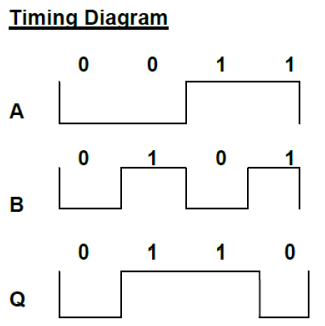 Timing Diagram
0 0 1 1
A
0 1 0 1
B
0 1 1 0
Q